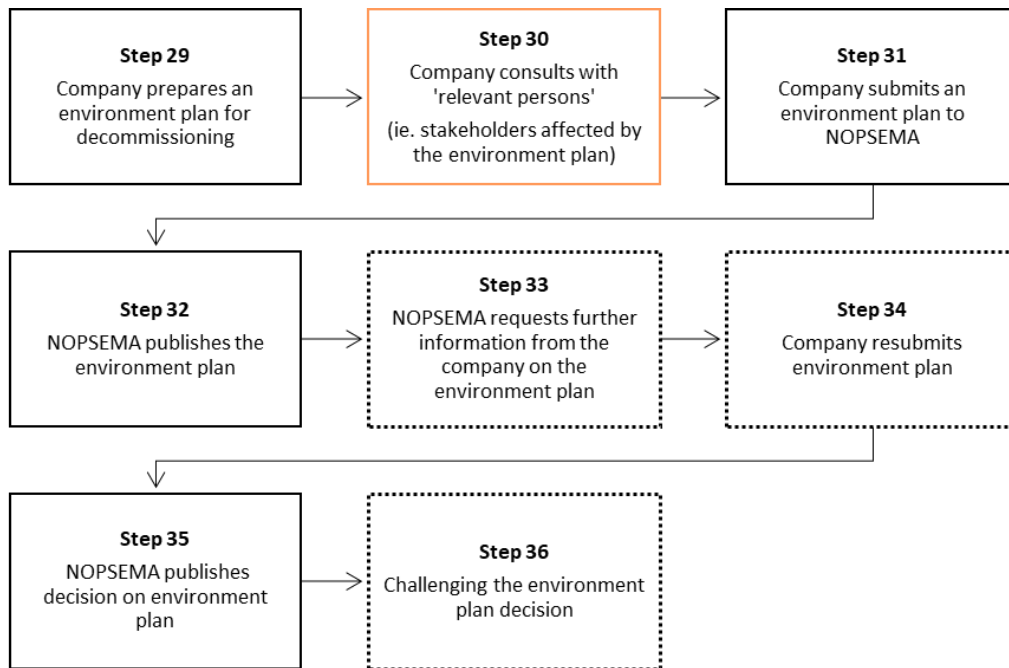 Step 29
Company prepares an
environment plan for
decommissioning
Step 30
Company consults with
'relevant persons'
(ie. stakeholders affected by
the environment plan)
Step 31
Company submits an
environment plan to
NOPSEMA
Step 32
NOPSEMA publishes the
environment plan
Step 33
NOPSEMA requests further
information from the
company on the
environment plan
Step 34
Company resubmits
environment plan
Step 35
NOPSEMA publishes
decision on environment
plan
Step 36
Challenging the environment
plan decision